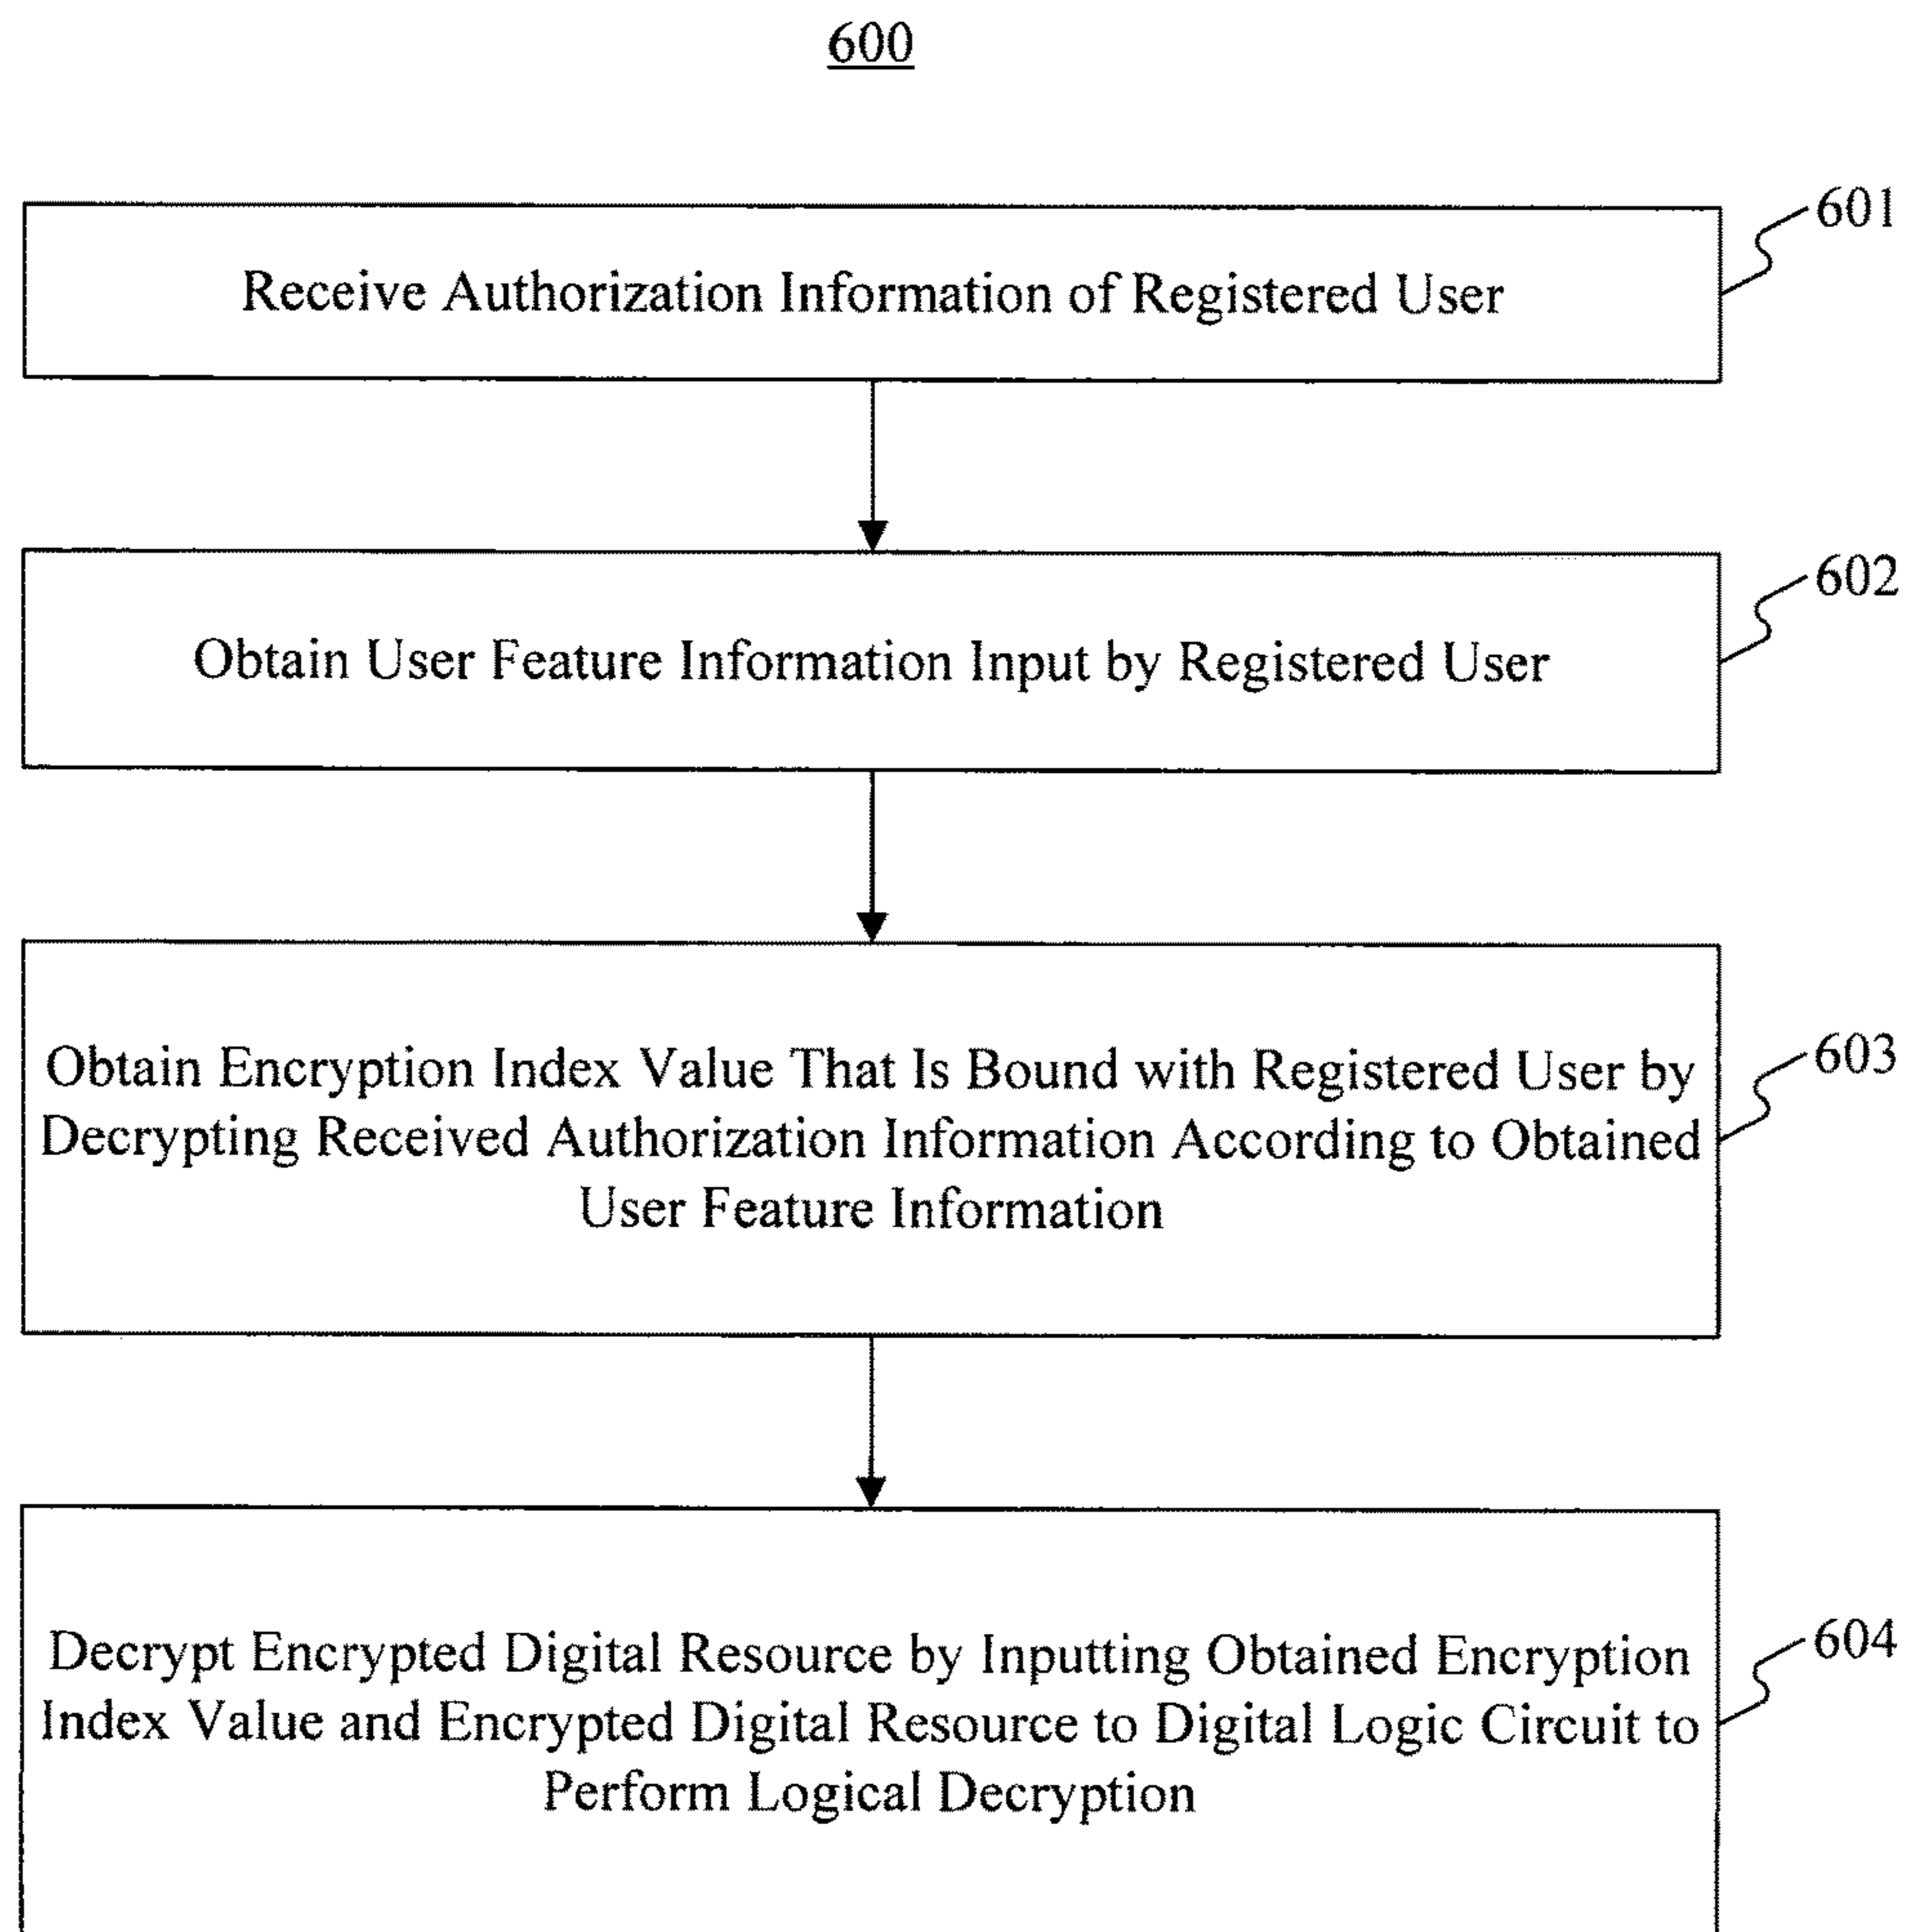 600
601
Receive Authorization Information of Registered User
602
Obtain User Feature Information Input by Registered User
603
Obtain Encryption Index Value That Is Bound with Registered User by
Decrypting Received Authorization Information According to Obtained
User Feature Information
604
Decrypt Encrypted Digital Resource by Inputting Obtained Encryption
Index Value and Encrypted Digital Resource to Digital Logic Circuit to
Perform Logical Decryption